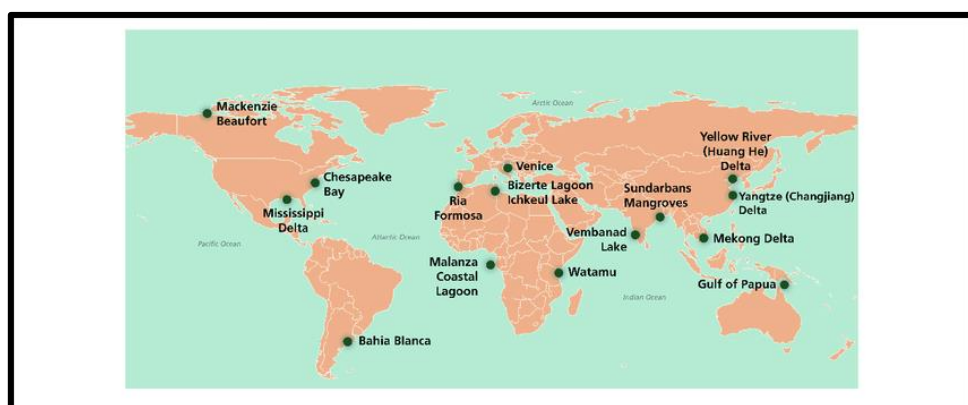 Arctic Ocean
Mackenzie
Beaufort
Yellow River
(Huang He)
Delta
Venice
Chesapeake
Bay
Bizerte Lagoon
Ichkeul Lake
Sundarbans
Mangroves
Ria
Formosa
Yangtze (Changjiang)
Delta
Mississippi
Delta
Vembanad
Lake
Mekong Delta
Pacific Ocean
Atlantic Ocean
Malanza
Coastal
Lagoon
Watamu
Gulf of Papua
Indian Ocean
Bahia Blanca